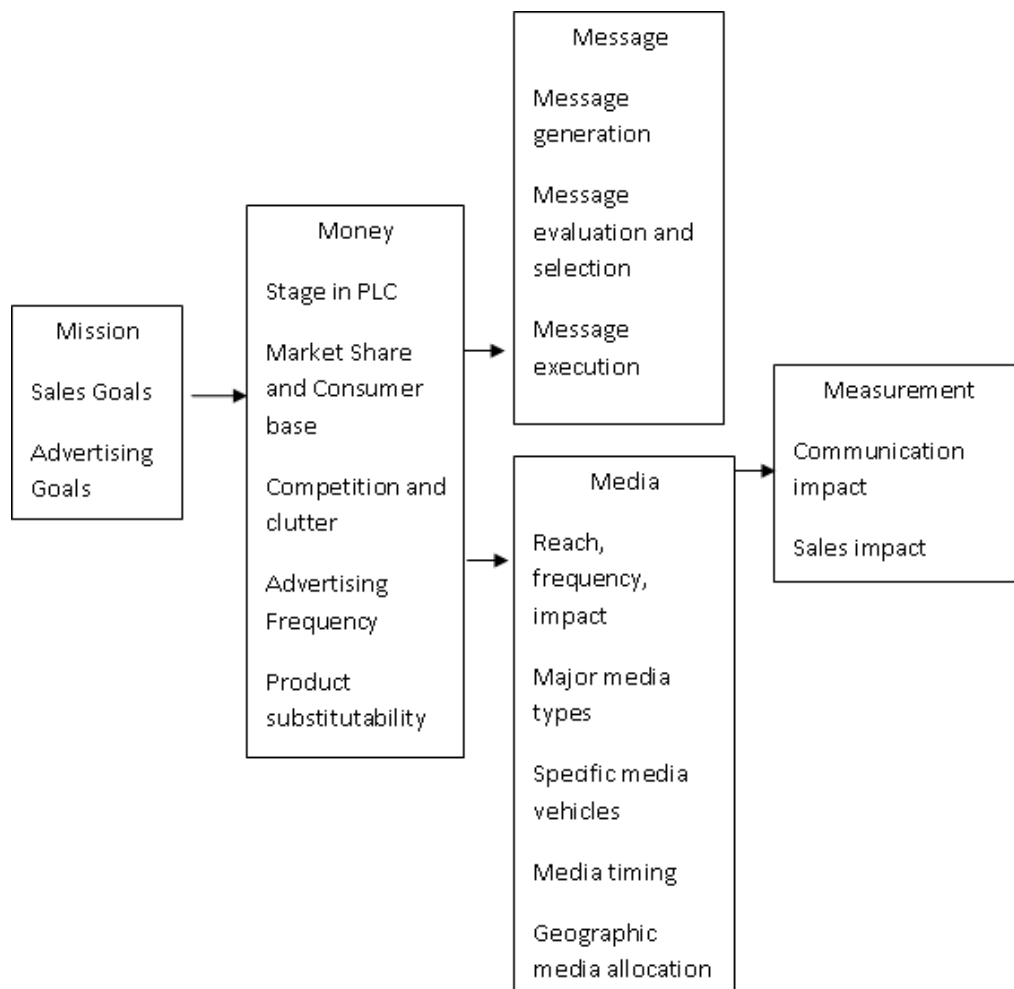 Mission
Sales Goals
Advertising
Goals
Money
Stage in PLC
Market Share
and Consumer
base
Competition and
clutter
Advertising
Frequency
Product
substitutability
Message
Message
generation
Message
evaluation and
selection
Message
execution
Media
Reach,
frequency,
impact
Major media
types
Specific media
vehicles
Media timing
Geographic
media allocation
Measurement
Communication
impact
Sales impact